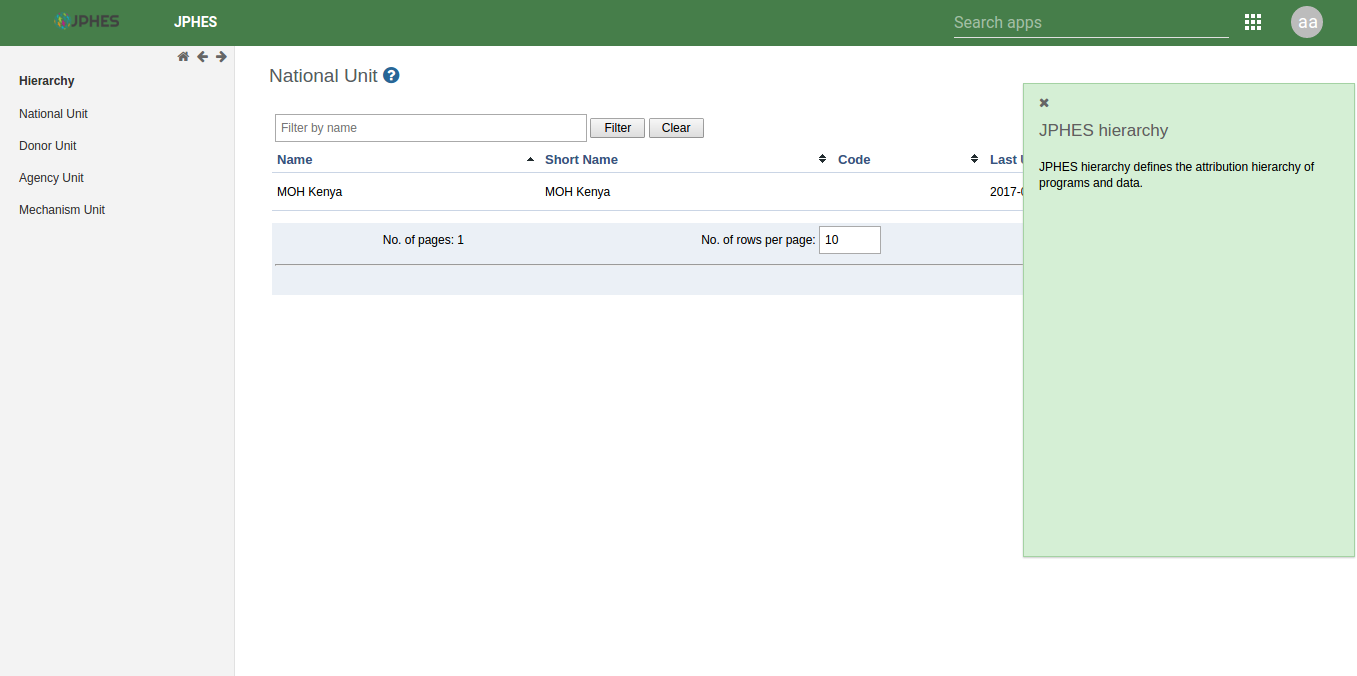 JPHES
JPHES
Search apps
aa
Hierarchy
National Unit
Donor Unit
Agency Unit
Mechanism Unit
National Unit ?
Filter by name
Filter
Clear
Name Short Name Code Last
MOH Kenya MOH Kenya 2017-
No. of pages: 1 No. of rows per page: 10
JPHES hierarchy
JPHES hierarchy defines the attribution hierarchy of
programs and data.